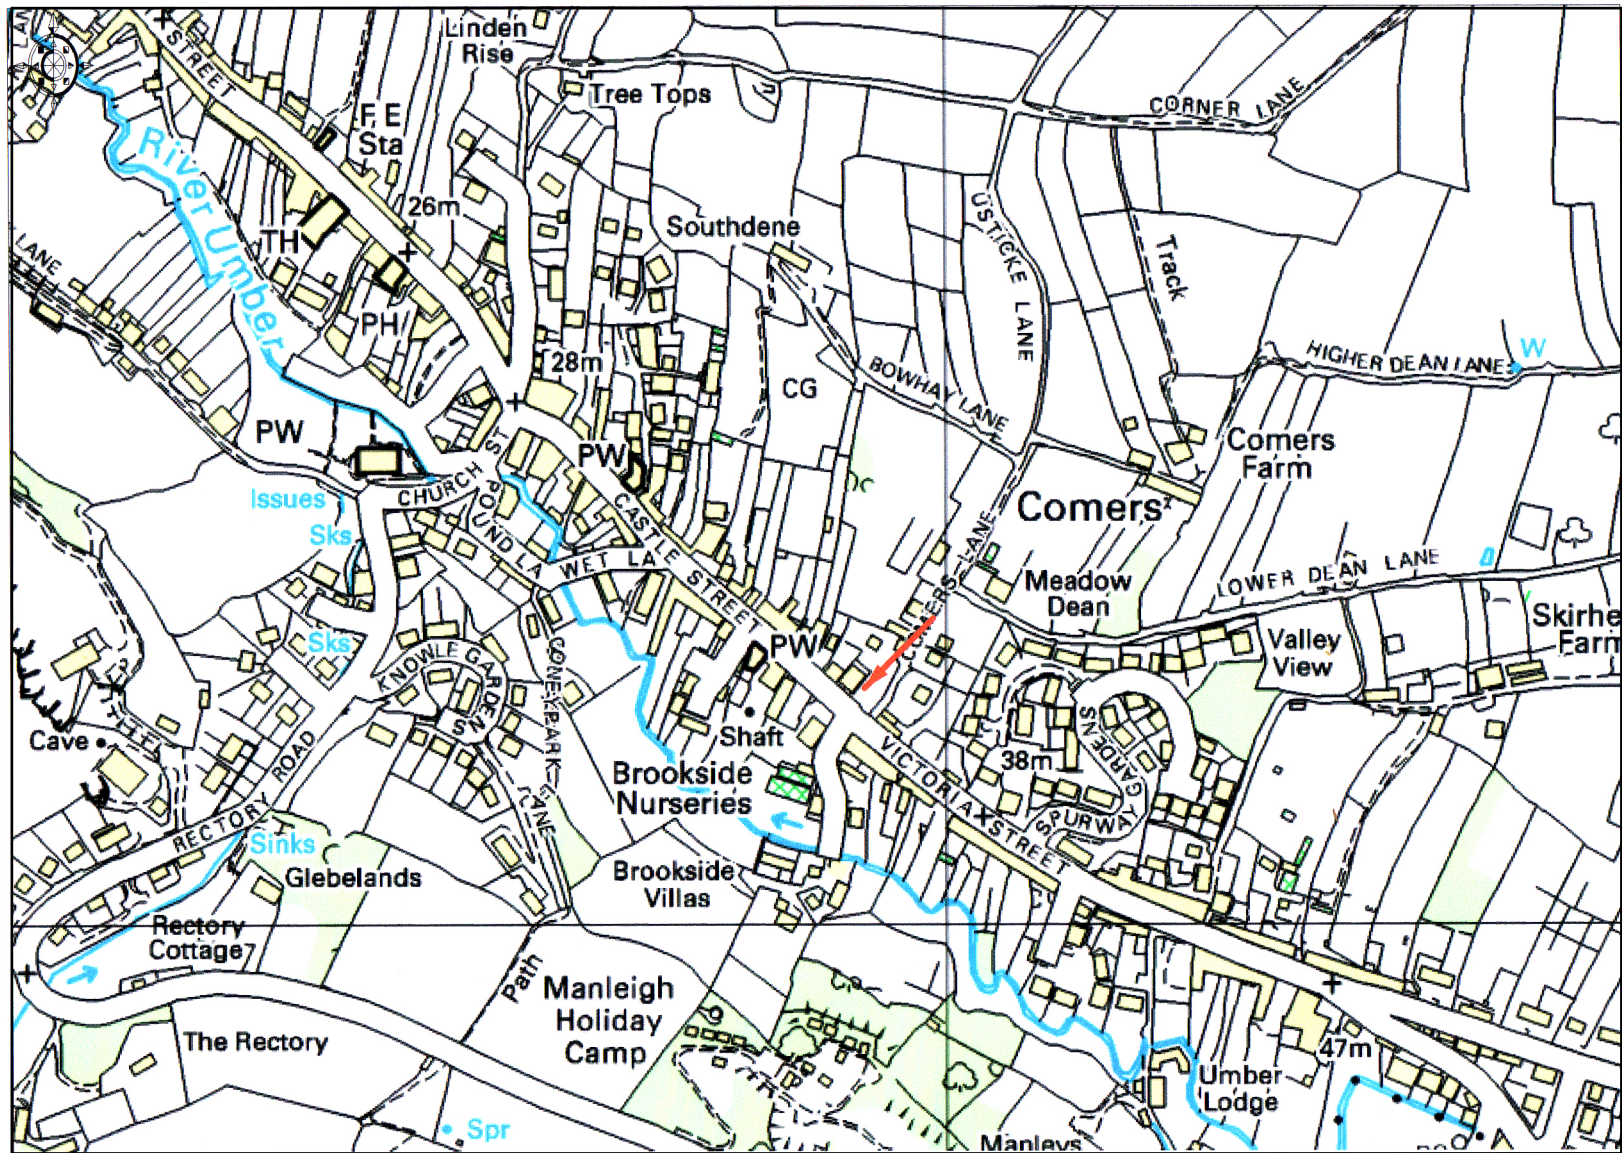 LAN
STREET
Linden
Rise
Tree Tops
F E
Sta
CORNER LANE
River Umber
26m
TH
Southdene
USTICKE LANE
Track
LANE
PH
28m
CG
BOWHAY LANE
HIGHER DEAN LANE
W
PW
ST
PW
Comers
Farm
Issues
CHURCH
Comers
Sks
POUND LA
CASTLE STREET
WET LA
COMERS LANE
Meadow
Dean
LOWER DEAN LANE
Skirhe
Farm
Sks
PW
Valley
View
KNOWLE GARDENS
CONEYPARK LANE
Cave
Shaft
38m
GARDENS
Brookside
Nurseries
VICTORIA STREET
RECTORY ROAD
SPURWAY
Sinks
Glebelands
Brookside
Villas
Rectory
Cottage
Path
Manleigh
Holiday
Camp
The Rectory
47m
Umber
Lodge
Spr
Manleys